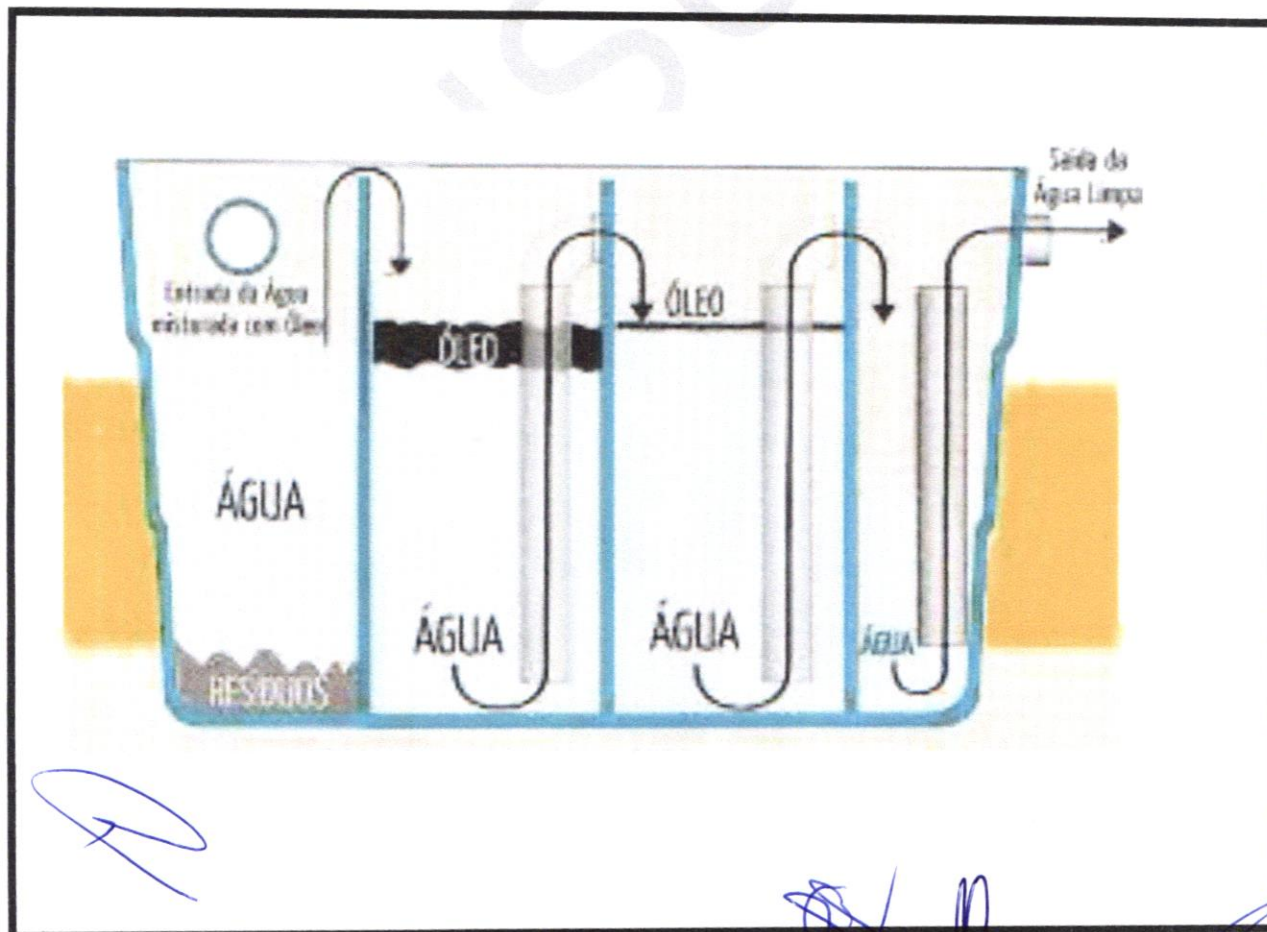 Saída da
Água Limpa
Entrada da Água
misturada com Óleo
ÓLEO
ÓLEO
ÁGUA
ÁGUA
ÁGUA
ÁGUA
RESÍDUOS